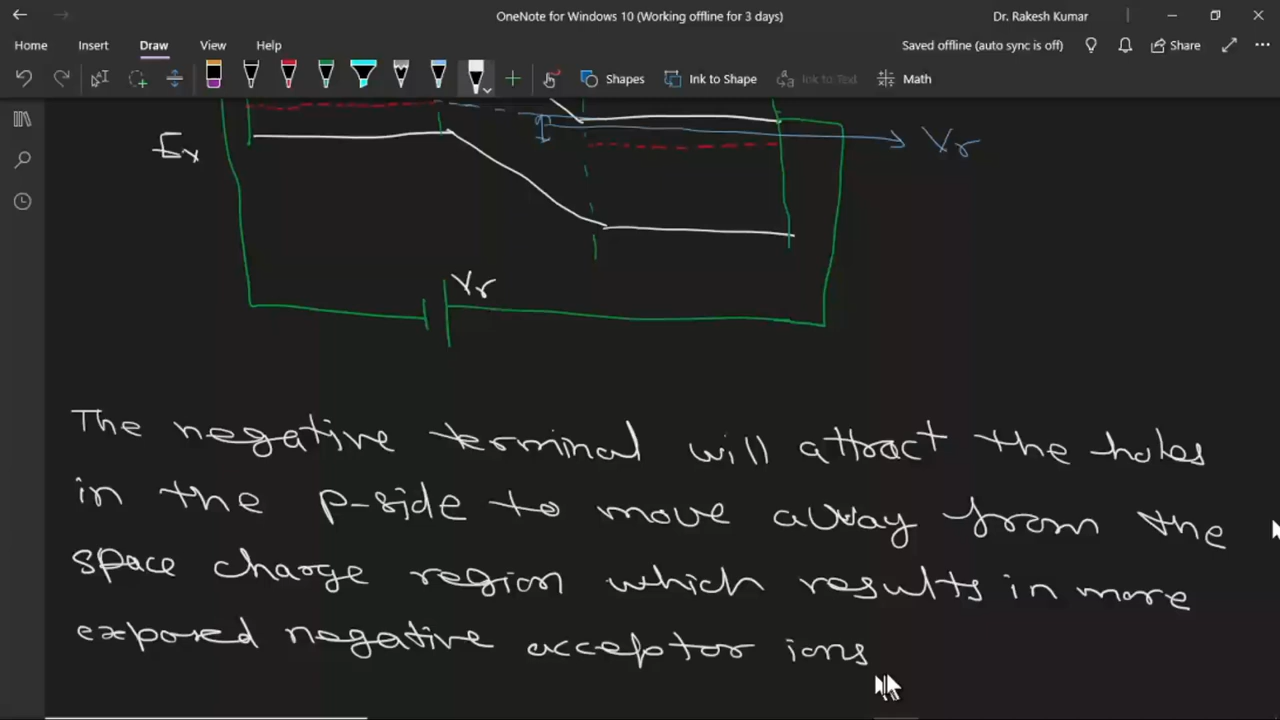 OneNote for Windows 10 (Working offline for 3 days)
Dr. Rakesh Kumar
Home Insert Draw View Help
Saved offline (auto sync is off)
Share
Shapes
Ink to Shape
Ink to Text
Math
Ev
Vr
Vr
The negative terminal will attract the holes
in the p-side to move away from the
space charge region which results in more
exposed negative acceptor ions